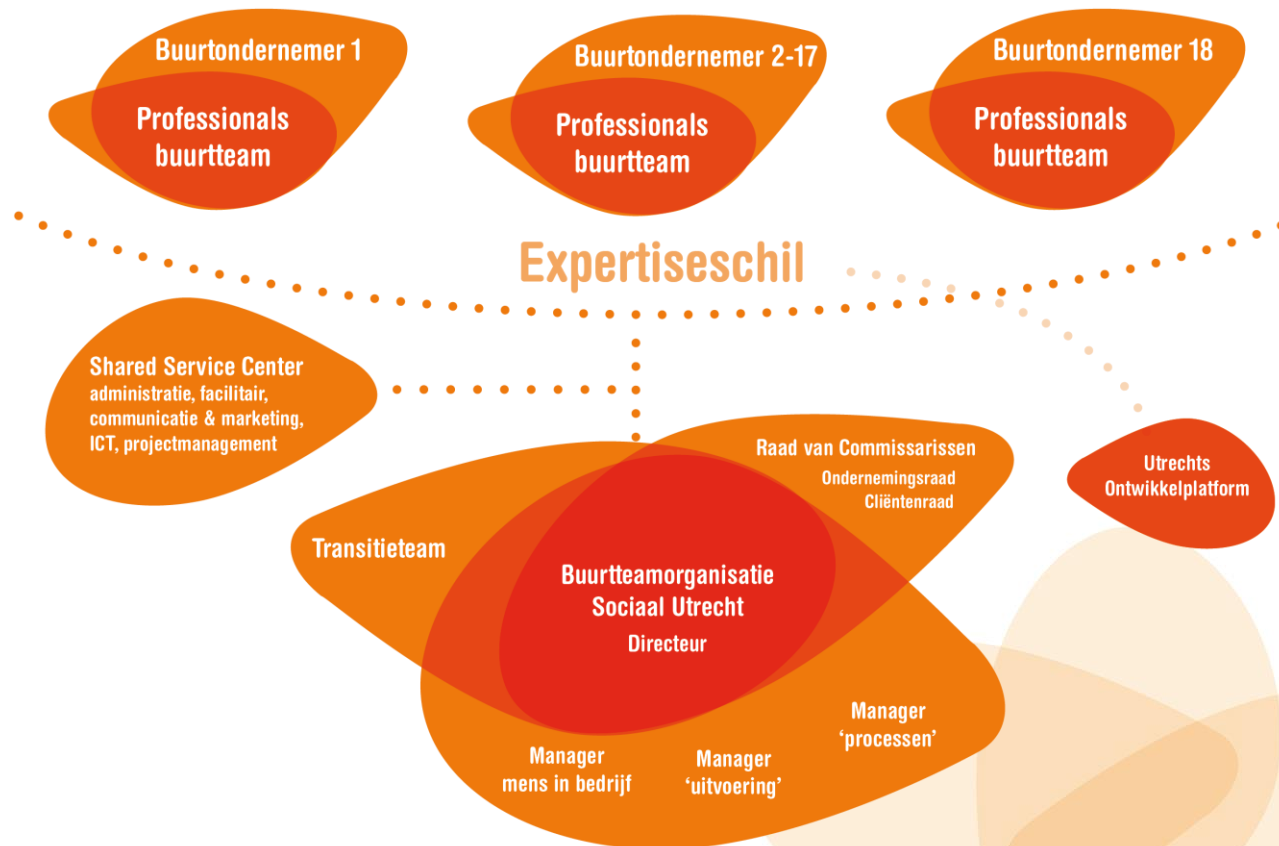 Buurtondernemer 1
Professionals
buurtteam
Buurtondernemer 2-17
Professionals
buurtteam
Buurtondernemer 18
Professionals
buurtteam
Expertiseschil
Shared Service Center
administratie, facilitair,
communicatie & marketing,
ICT, projectmanagement
Raad van Commissarissen
Ondernemingsraad
Cliëntenraad
Utrechts
Ontwikkelplatform
Transitieteam
Buurtteamorganisatie
Sociaal Utrecht
Directeur
Manager
mens in bedrijf
Manager
‘uitvoering’
Manager
‘processen’